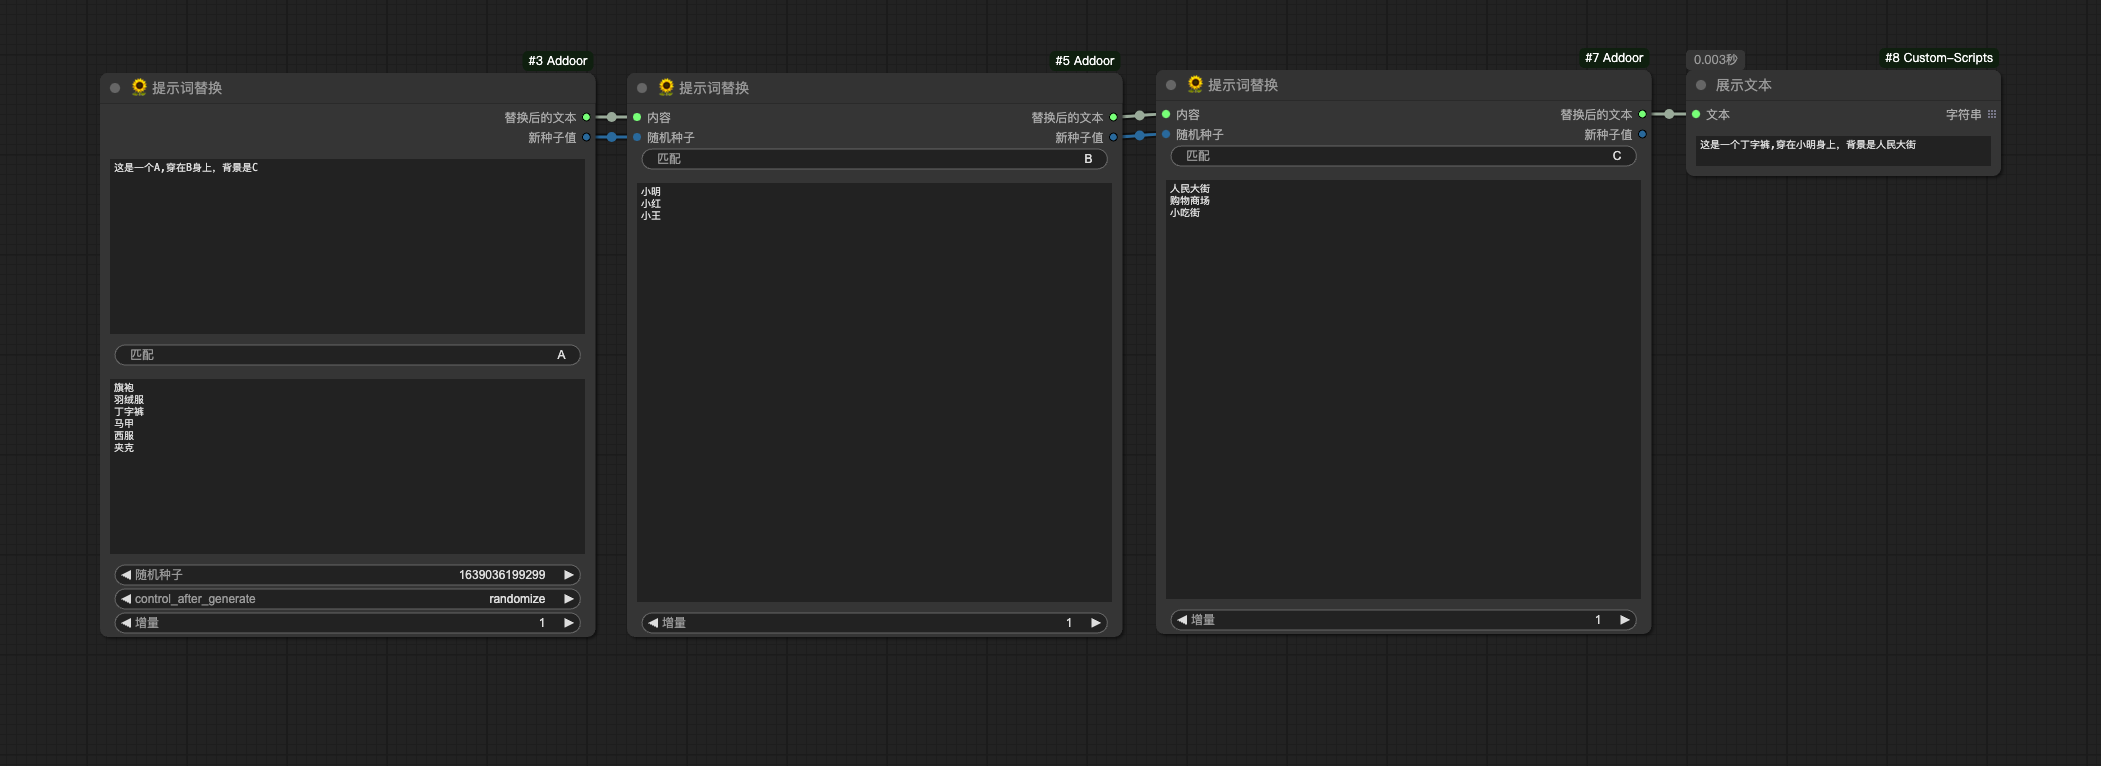 #3 Addoor
提示词替换
替换后的文本
新种子值
这是一个A,穿在B身上，背景是C
匹配 A
旗袍
羽绒服
丁字裤
马甲
西服
夹克
随机种子 1639036199299
control_after_generate randomize
增量 1
#5 Addoor
提示词替换
内容 替换后的文本
随机种子 新种子值
匹配 B
小明
小红
小王
增量 1
#7 Addoor
提示词替换
内容 替换后的文本
随机种子 新种子值
匹配 C
人民大街
购物商场
小吃街
增量 1
0.003秒 #8 Custom-Scripts
展示文本
文本 字符串
这是一个丁字裤,穿在小明身上，背景是人民大街